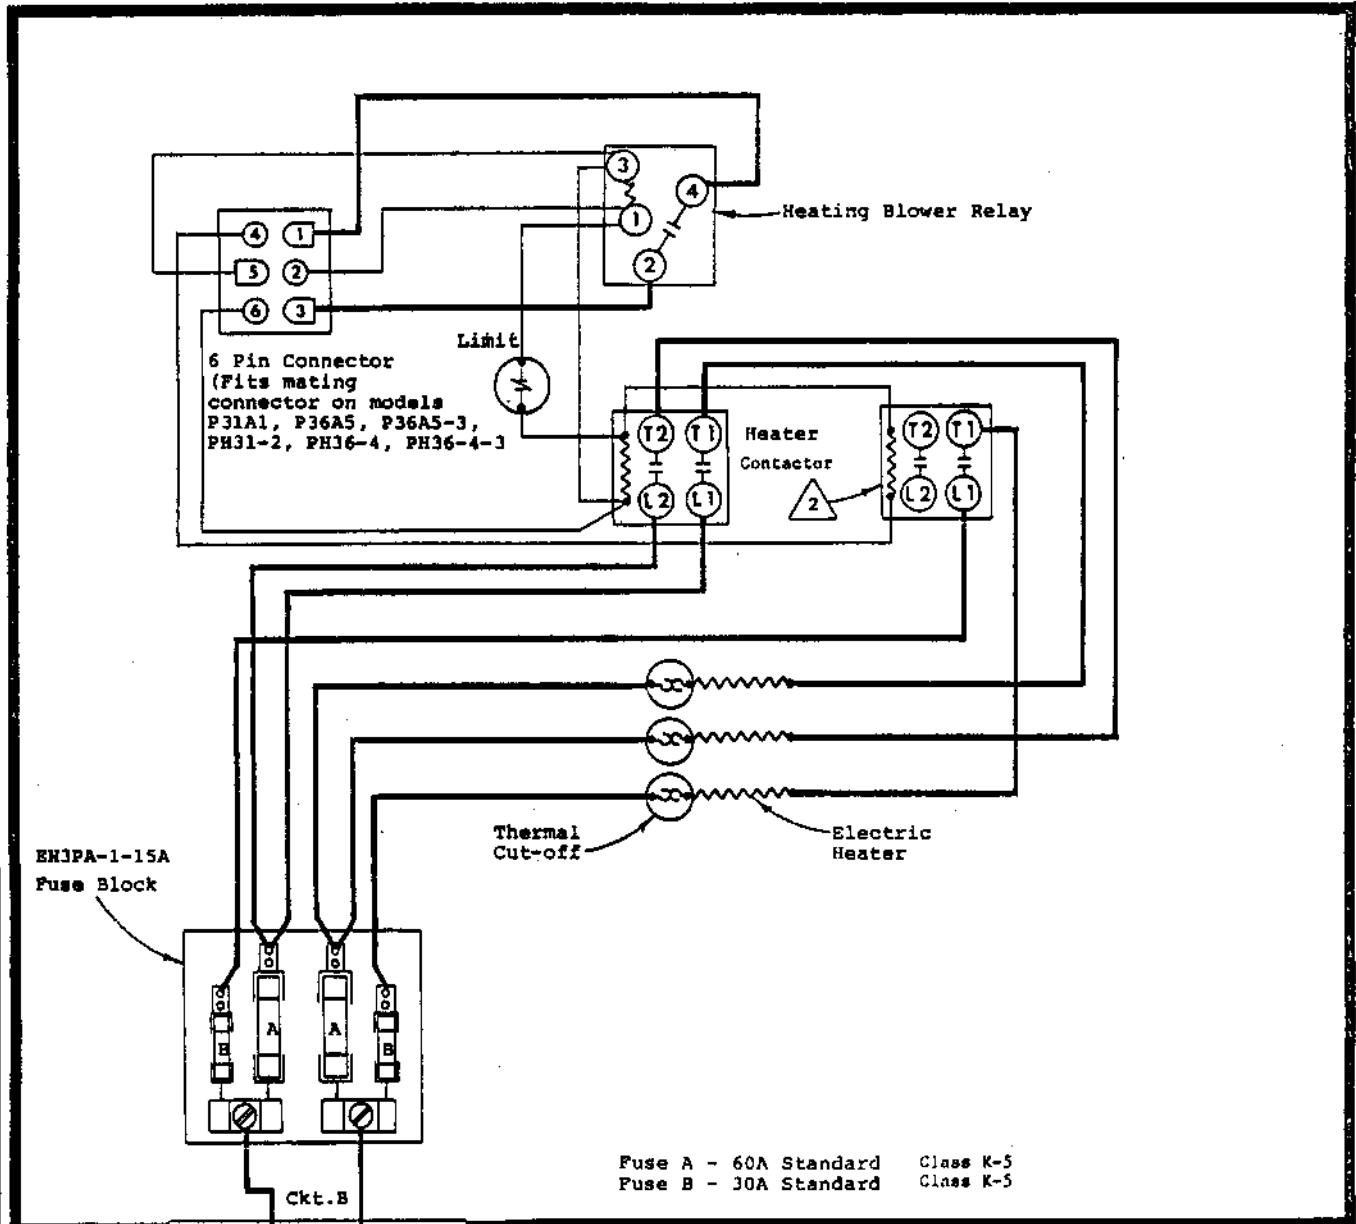 3
4
1
2
Heating Blower Relay
4 1
5 2
6 3
6 Pin Connector
(Fits mating
connector on models
P31A1, P36A5, P36A5-3,
PH31-2, PH36-4, PH36-4-3
Limit
T2 T1
L2 L1
Heater
Contactor
2
T2 T1
L2 L1
Thermal
Cut-off
Electric
Heater
EH3PA-1-15A
Fuse Block
B A A B
Fuse A - 60A Standard Class K-5
Fuse B - 30A Standard Class K-5
Ckt.B